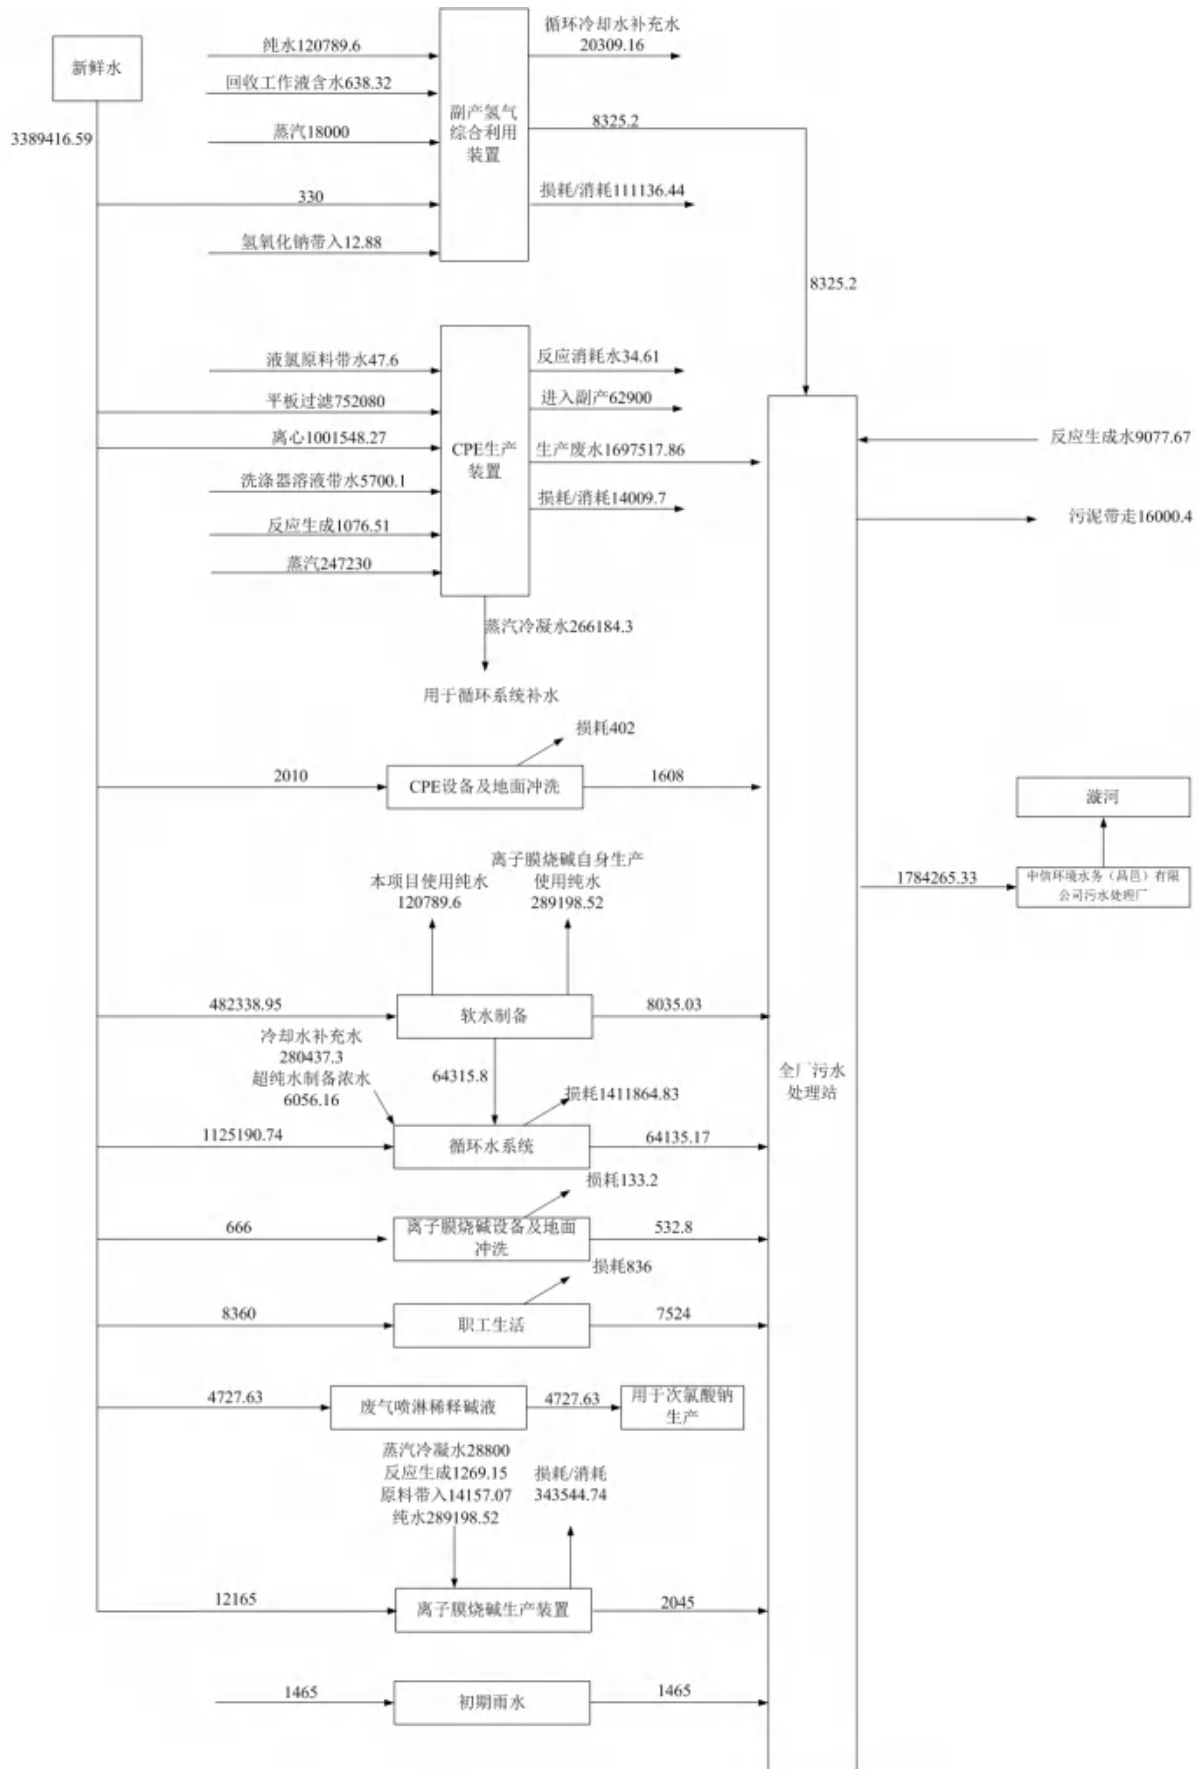 新鲜水
3389416.59
纯水120789.6
回收工作液含水638.32
蒸汽18000
330
氢氧化钠带入12.88
副产氢气
综合利用
装置
循环冷却水补充水
20309.16
8325.2
损耗/消耗111136.44
8325.2
液氯原料带水47.6
平板过滤752080
离心1001548.27
洗涤器溶液带水5700.1
反应生成1076.51
蒸汽247230
CPE生产
装置
反应消耗水34.61
进入副产62900
生产废水1697517.86
损耗/消耗14009.7
蒸汽冷凝水266184.3
用于循环系统补水
反应生成水9077.67
污泥带走16000.4
损耗402
2010
CPE设备及地面冲洗
1608
漩河
1784265.33
中信环境水务（昌邑）有限
公司污水处理厂
本项目使用纯水
120789.6
离子膜烧碱自身生产
使用纯水
289198.52
482338.95
软水制备
8035.03
全厂污水
处理站
冷却水补充水
280437.3
超纯水制备浓水
6056.16
64315.8
损耗1411864.83
1125190.74
循环水系统
64135.17
损耗133.2
666
离子膜烧碱设备及地面
冲洗
532.8
损耗836
8360
职工生活
7524
4727.63
废气喷淋稀释碱液
4727.63
用于次氯酸钠
生产
蒸汽冷凝水28800
反应生成1269.15
原料带入14157.07
纯水289198.52
损耗/消耗
343544.74
12165
离子膜烧碱生产装置
2045
1465
初期雨水
1465